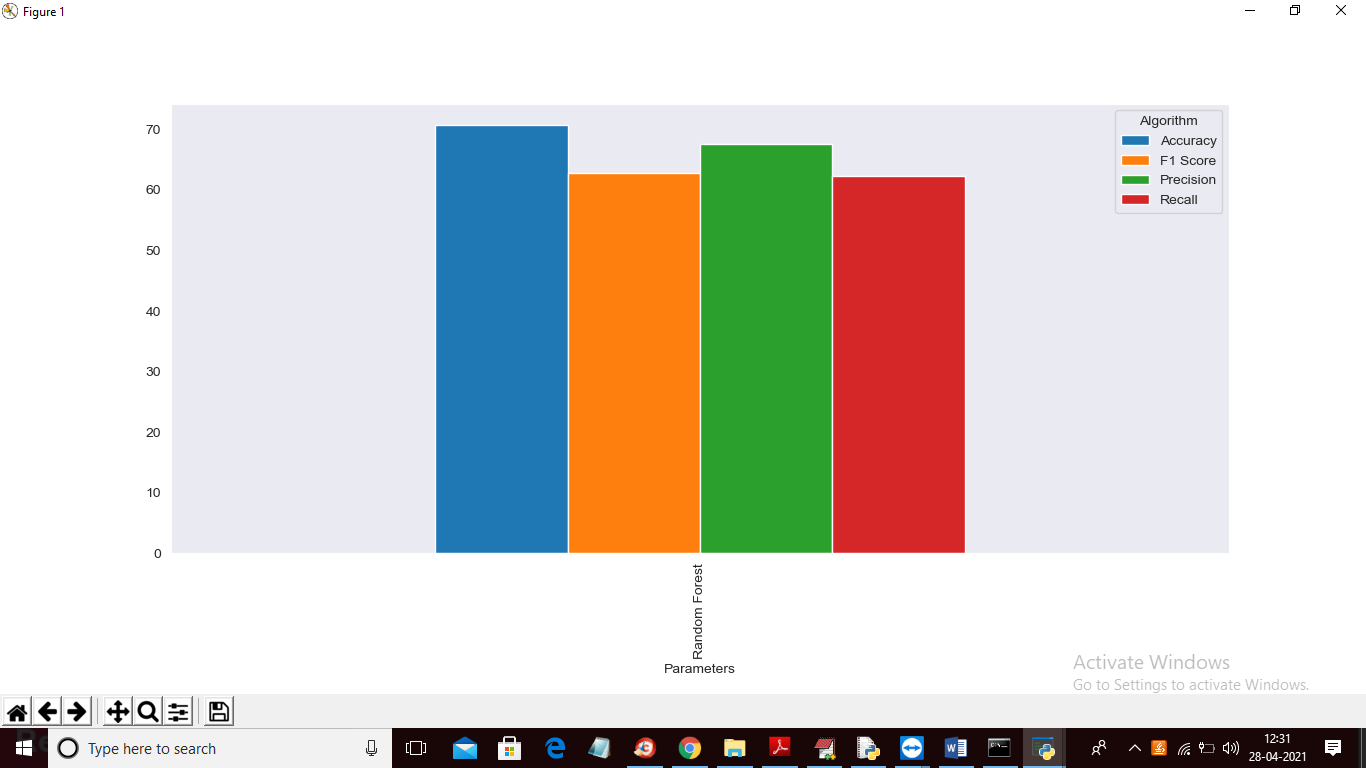 Figure 1
70
60
50
40
30
20
10
0
Algorithm
Accuracy
F1 Score
Precision
Recall
Random Forest
Parameters
Activate Windows
Go to Settings to activate Windows.
Type here to search
12:31
28-04-2021